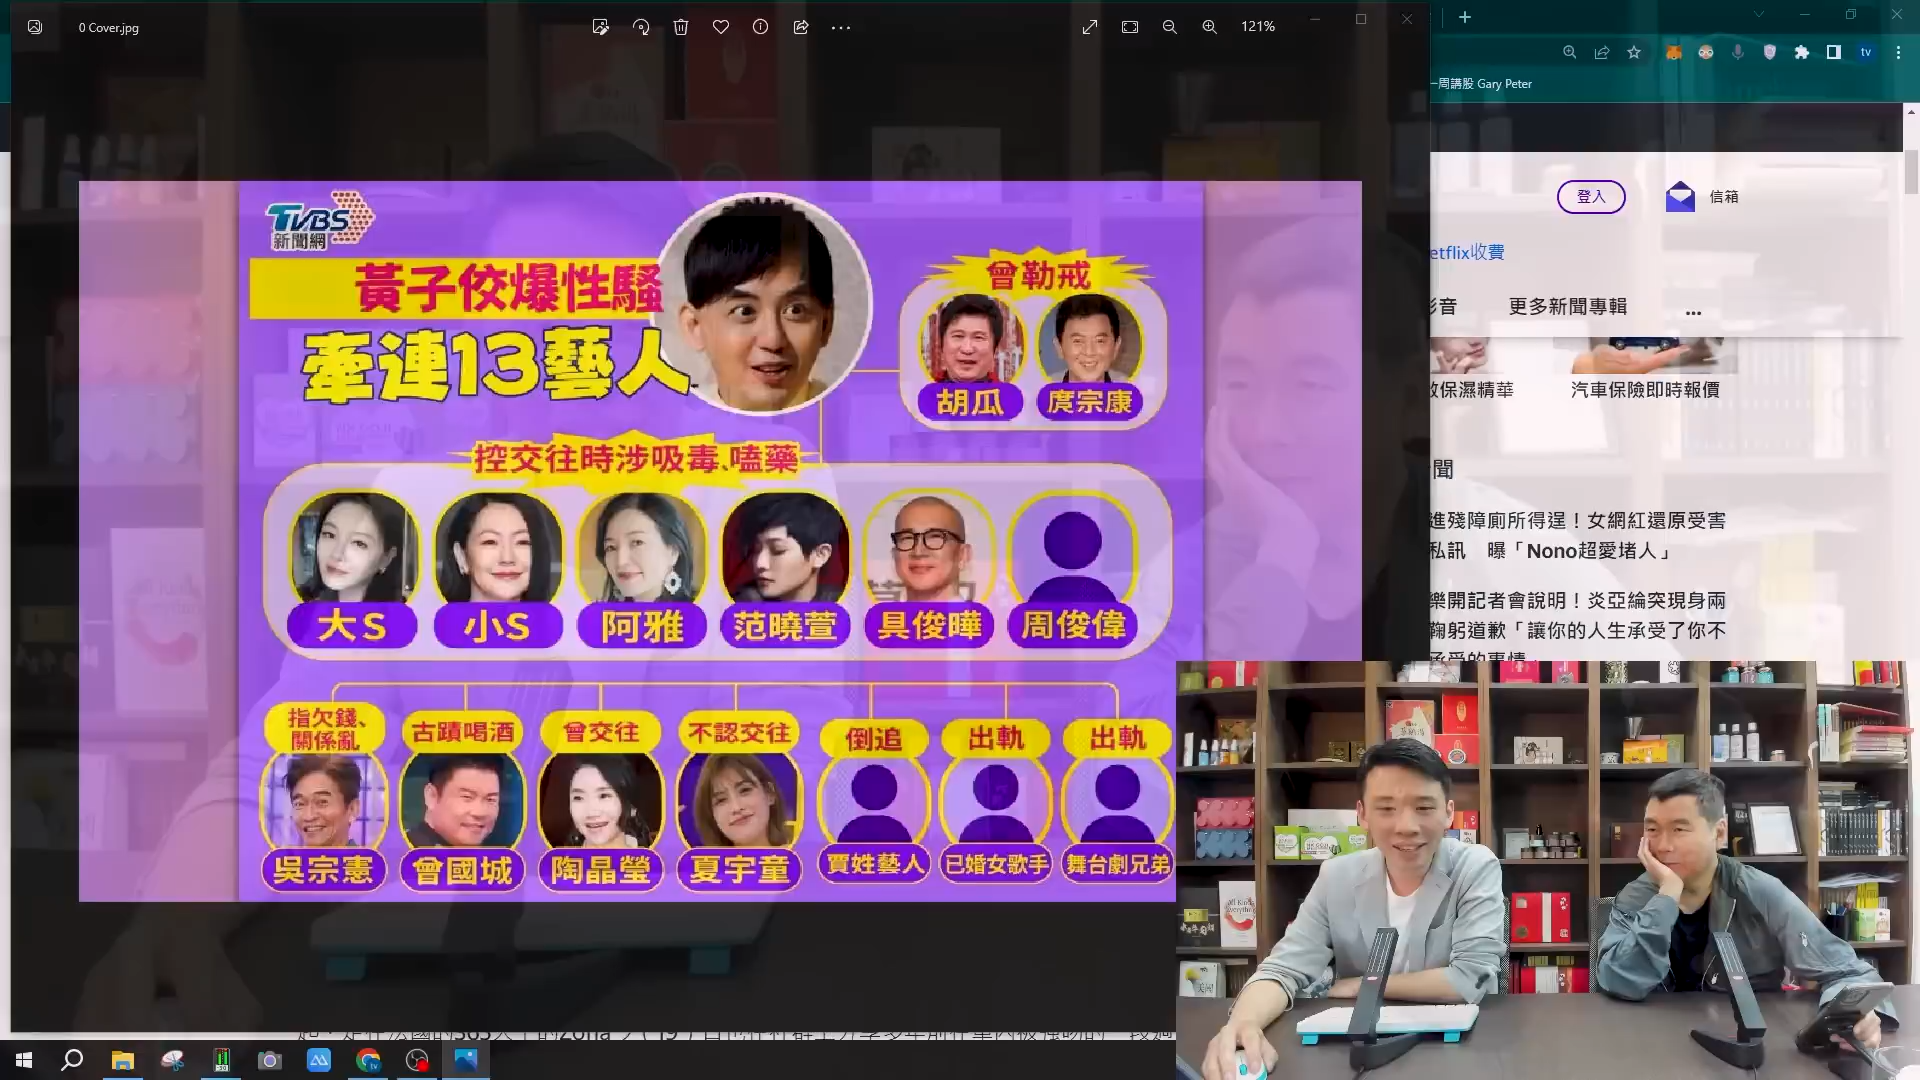 0 Cover.jpg
121%
tv
一周講股 Gary Peter
登入
信箱
etflix收費
影音
更多新聞專輯
...
保濕精華
汽車保險即時報價
聞
進殘障廁所得逞！女網紅還原受害
私訊 曝「Nono超愛堵人」
樂開記者會說明！炎亞綸突現身兩
鞠躬道歉「讓你的人生承受了你不
TVBS
新聞網
黃子佼爆性騷
牽連13藝人
曾勒戒
胡瓜
庹宗康
控交往時涉吸毒、嗑藥
大S
小S
阿雅
范曉萱
具俊曄
周俊偉
指欠錢、
關係亂
古蹟喝酒
曾交往
不認交往
倒追
出軌
出軌
吳宗憲
曾國城
陶晶瑩
夏宇童
賈姓藝人
已婚女歌手
舞台劇兄弟